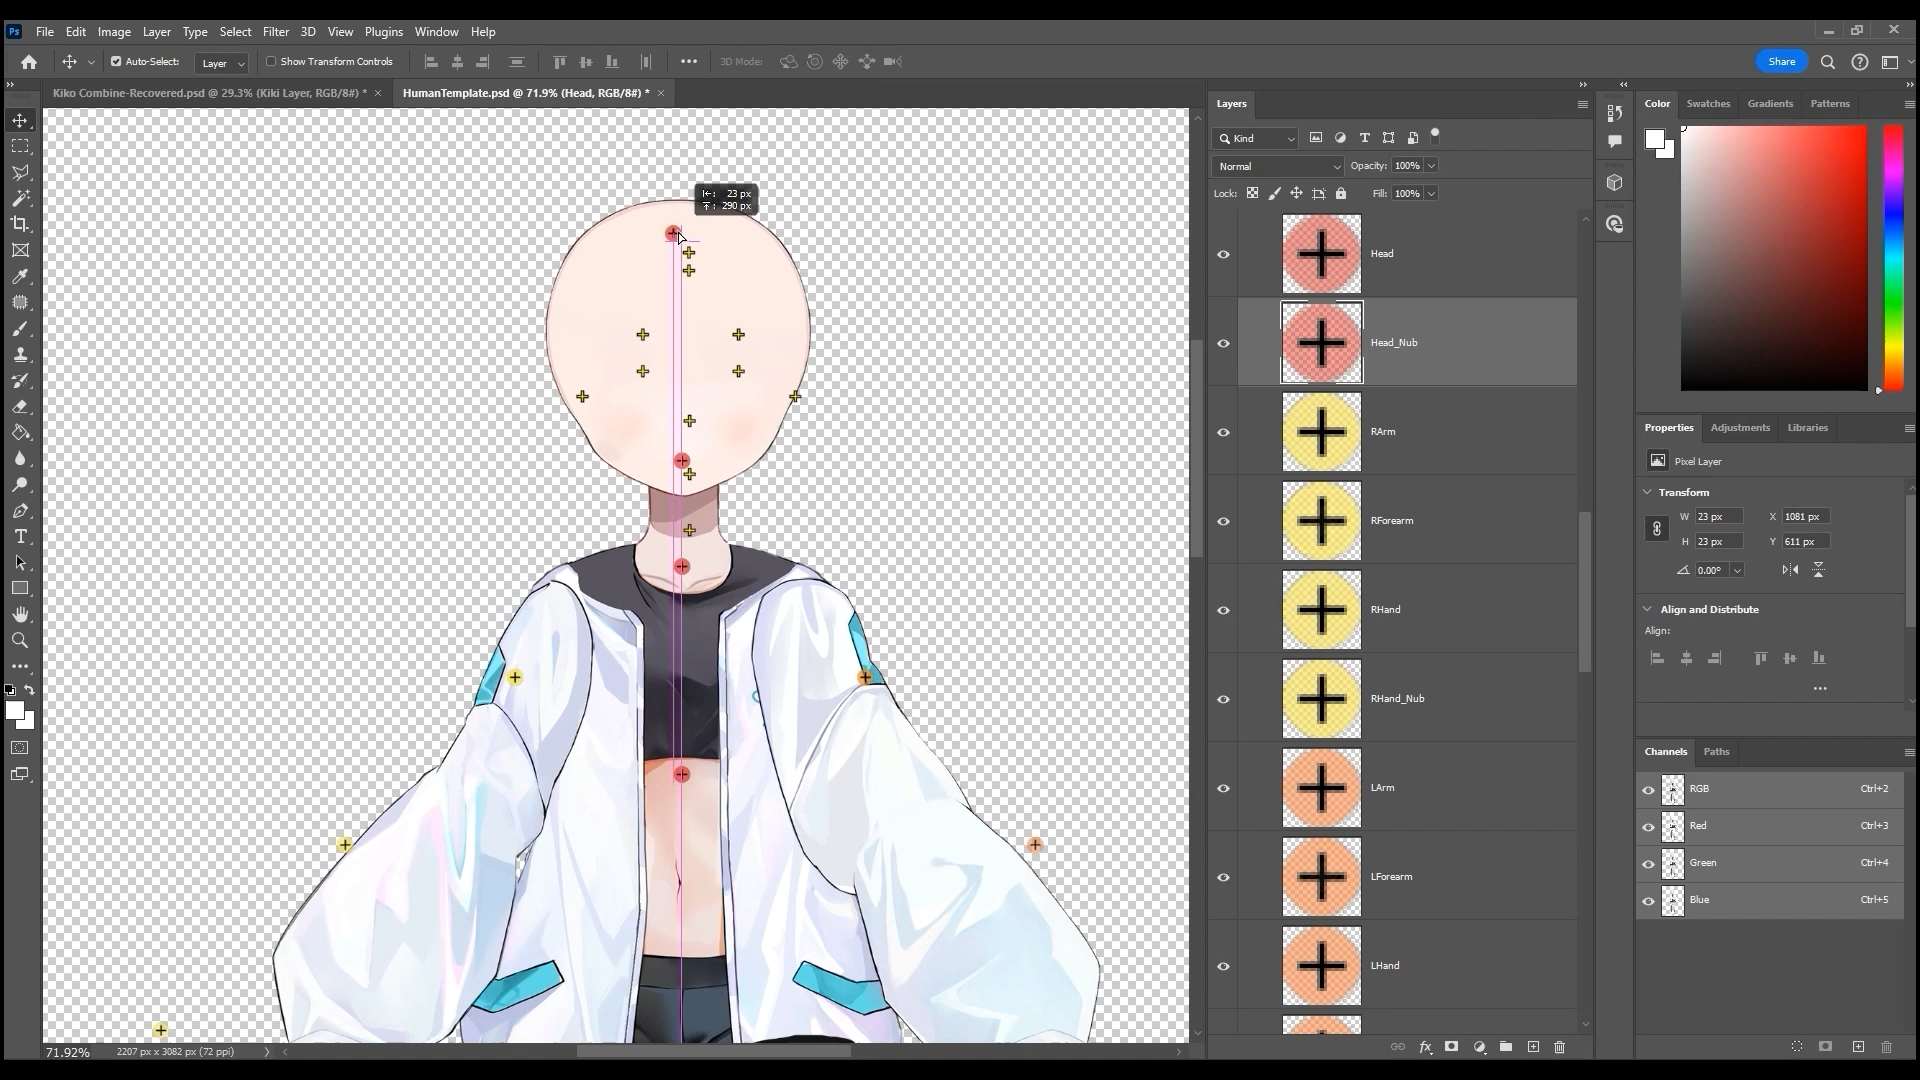 Ps File Edit Image Layer Type Select Filter 3D View Plugins Window Help
Auto-Select: Layer Show Transform Controls 3D Mode: Share
Kiko Combine-Recovered.psd @ 29.3% (Kiki Layer, RGB/8#) * ×
HumanTemplate.psd @ 71.9% (Head, RGB/8#) * ×
23 px
290 px
71.92% 2207 px x 3082 px (72 ppi)
Layers
Kind
Normal Opacity: 100%
Lock: Fill: 100%
Head
Head_Nub
RArm
RForearm
RHand
RHand_Nub
LArm
LForearm
LHand
fx
Color Swatches Gradients Patterns
Properties Adjustments Libraries
Pixel Layer
Transform
W 23 px X 1081 px
H 23 px Y 611 px
0.00°
Align and Distribute
Align:
Channels Paths
RGB Ctrl+2
Red Ctrl+3
Green Ctrl+4
Blue Ctrl+5